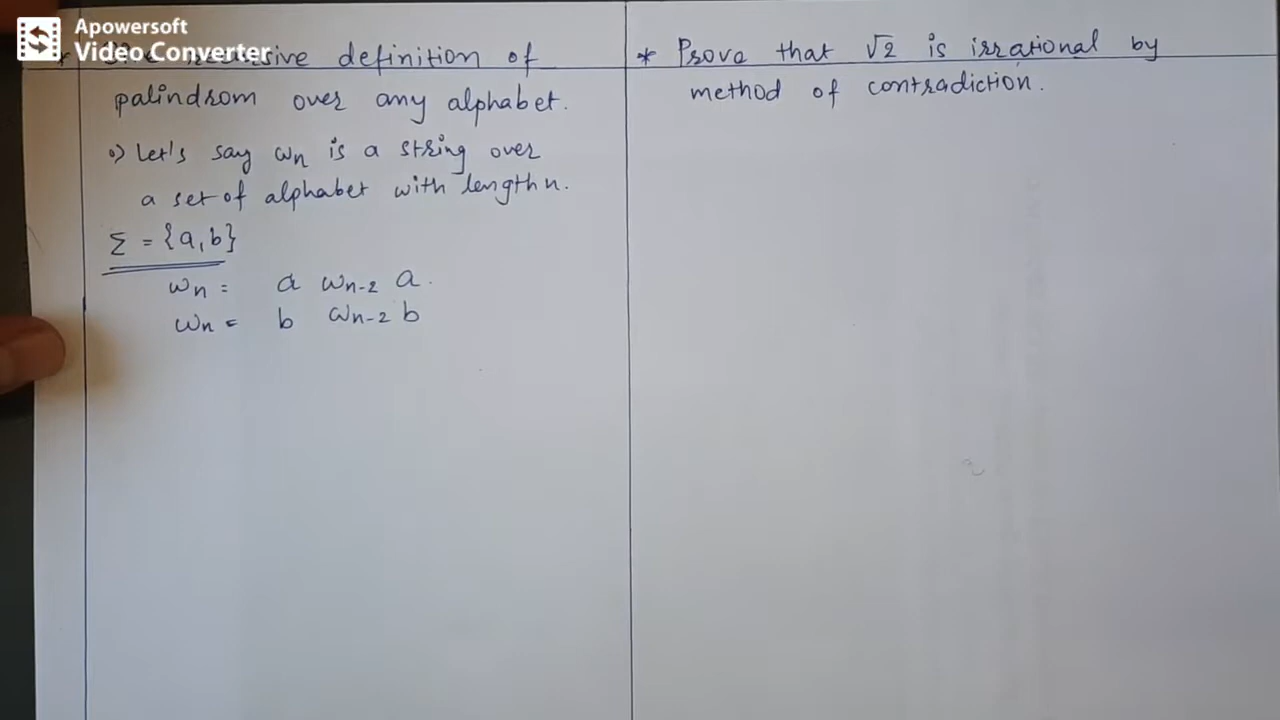 Apowersoft
Video Converter
definition of
palindrom over any alphabet.
Let's say wn is a string over
a set of alphabet with length n.
Σ = {a, b}
wn = a wn-2 a.
wn = b wn-2 b
* Prove that √2 is irrational by
method of contradiction.